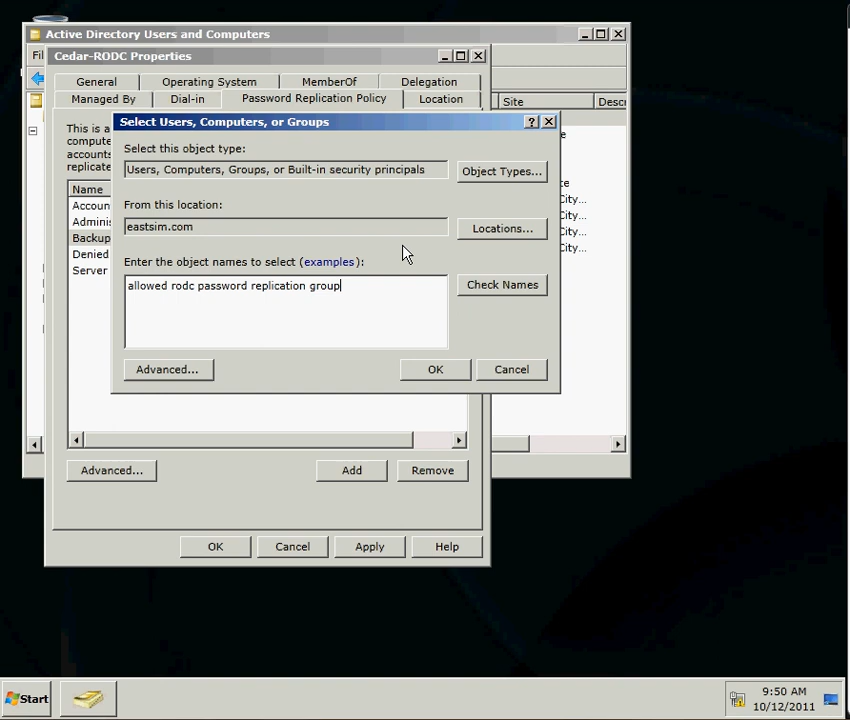 Active Directory Users and Computers
Fil
Cedar-RODC Properties
General
Operating System
MemberOf
Delegation
Managed By
Dial-in
Password Replication Policy
Location
Site
Descr
Select Users, Computers, or Groups
This is a
compute
accounts
replicate
Select this object type:
Users, Computers, Groups, or Built-in security principals
Object Types...
From this location:
eastsim.com
Locations...
Enter the object names to select (examples):
allowed rodc password replication group
Check Names
Name
Accoun
Adminis
Backup
Denied
Server
te
City...
City...
City...
City...
Advanced...
OK
Cancel
Advanced...
Add
Remove
OK
Cancel
Apply
Help
Start
9:50 AM
10/12/2011